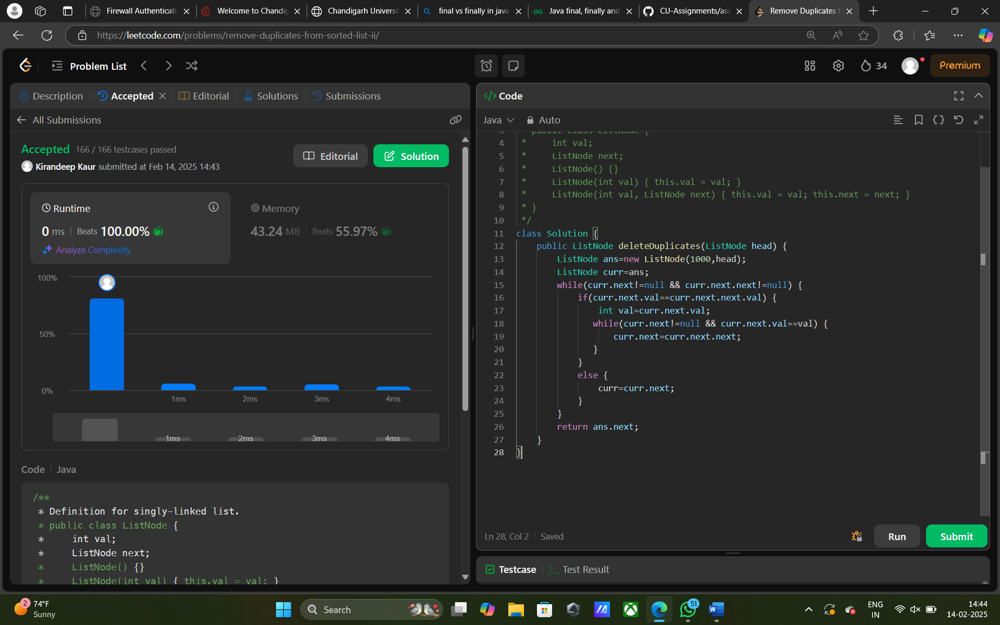 Firewall Authenticati
Welcome to Chandig
Chandigarh Universit
final vs finally in java
Java final, finally and
CU-Assignments/ass
Remove Duplicates f
https://leetcode.com/problems/remove-duplicates-from-sorted-list-ii/
Problem List
34
Premium
Description
Accepted
Editorial
Solutions
Submissions
All Submissions
Accepted 166 / 166 testcases passed
Kirandeep Kaur submitted at Feb 14, 2025 14:43
Editorial
Solution
Runtime
0 ms | Beats 100.00%
Analyze Complexity
Memory
43.24 MB | Beats 55.97%
100%
50%
0%
1ms 2ms 3ms 4ms
1ms 2ms 3ms 4ms
Code | Java
/**
* Definition for singly-linked list.
* public class ListNode {
*     int val;
*     ListNode next;
*     ListNode() {}
*     ListNode(int val) { this.val = val; }
</> Code
Java
Auto
3 * public class ListNode {
4 *     int val;
5 *     ListNode next;
6 *     ListNode() {}
7 *     ListNode(int val) { this.val = val; }
8 *     ListNode(int val, ListNode next) { this.val = val; this.next = next; }
9 * }
10 */
11 class Solution {
12     public ListNode deleteDuplicates(ListNode head) {
13         ListNode ans=new ListNode(1000,head);
14         ListNode curr=ans;
15         while(curr.next!=null && curr.next.next!=null) {
16             if(curr.next.val==curr.next.next.val) {
17                 int val=curr.next.val;
18                while(curr.next!=null && curr.next.val==val) {
19                    curr.next=curr.next.next;
20                }
21             }
22             else {
23                 curr=curr.next;
24             }
25         }
26         return ans.next;
27     }
28 }
Ln 28, Col 2 | Saved
Run
Submit
Testcase
Test Result
2
74°F
Sunny
Search
51
ENG
IN
14:44
14-02-2025